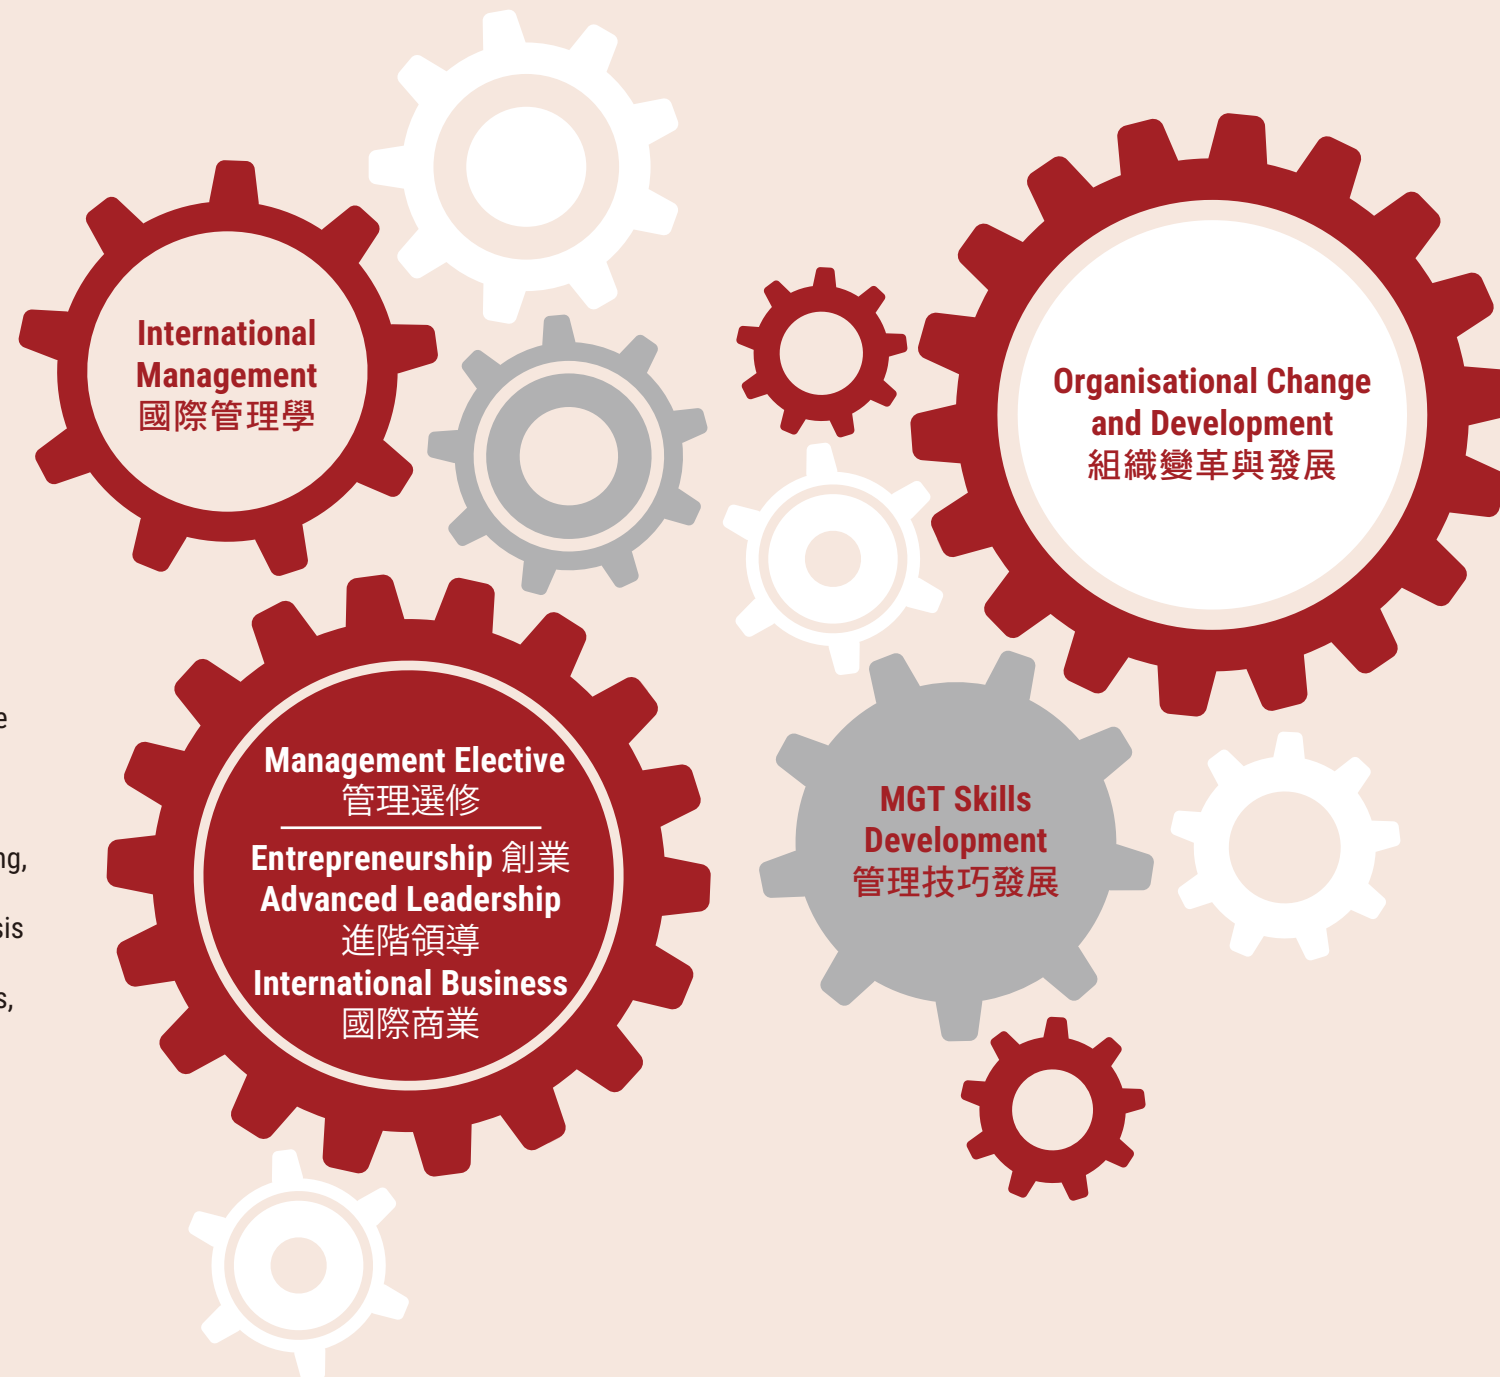 International
Management
國際管理學
Organisational Change
and Development
組織變革與發展
Management Elective
管理選修
Entrepreneurship 創業
Advanced Leadership
進階領導
International Business
國際商業
MGT Skills
Development
管理技巧發展